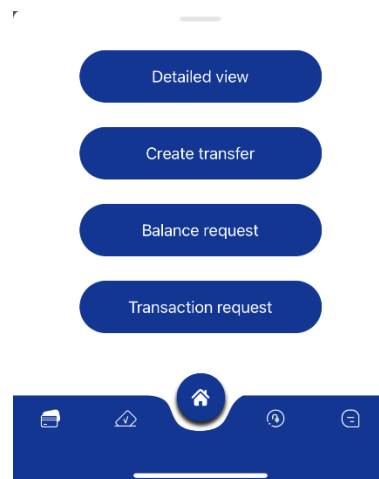 Detailed view
Create transfer
Balance request
Transaction request